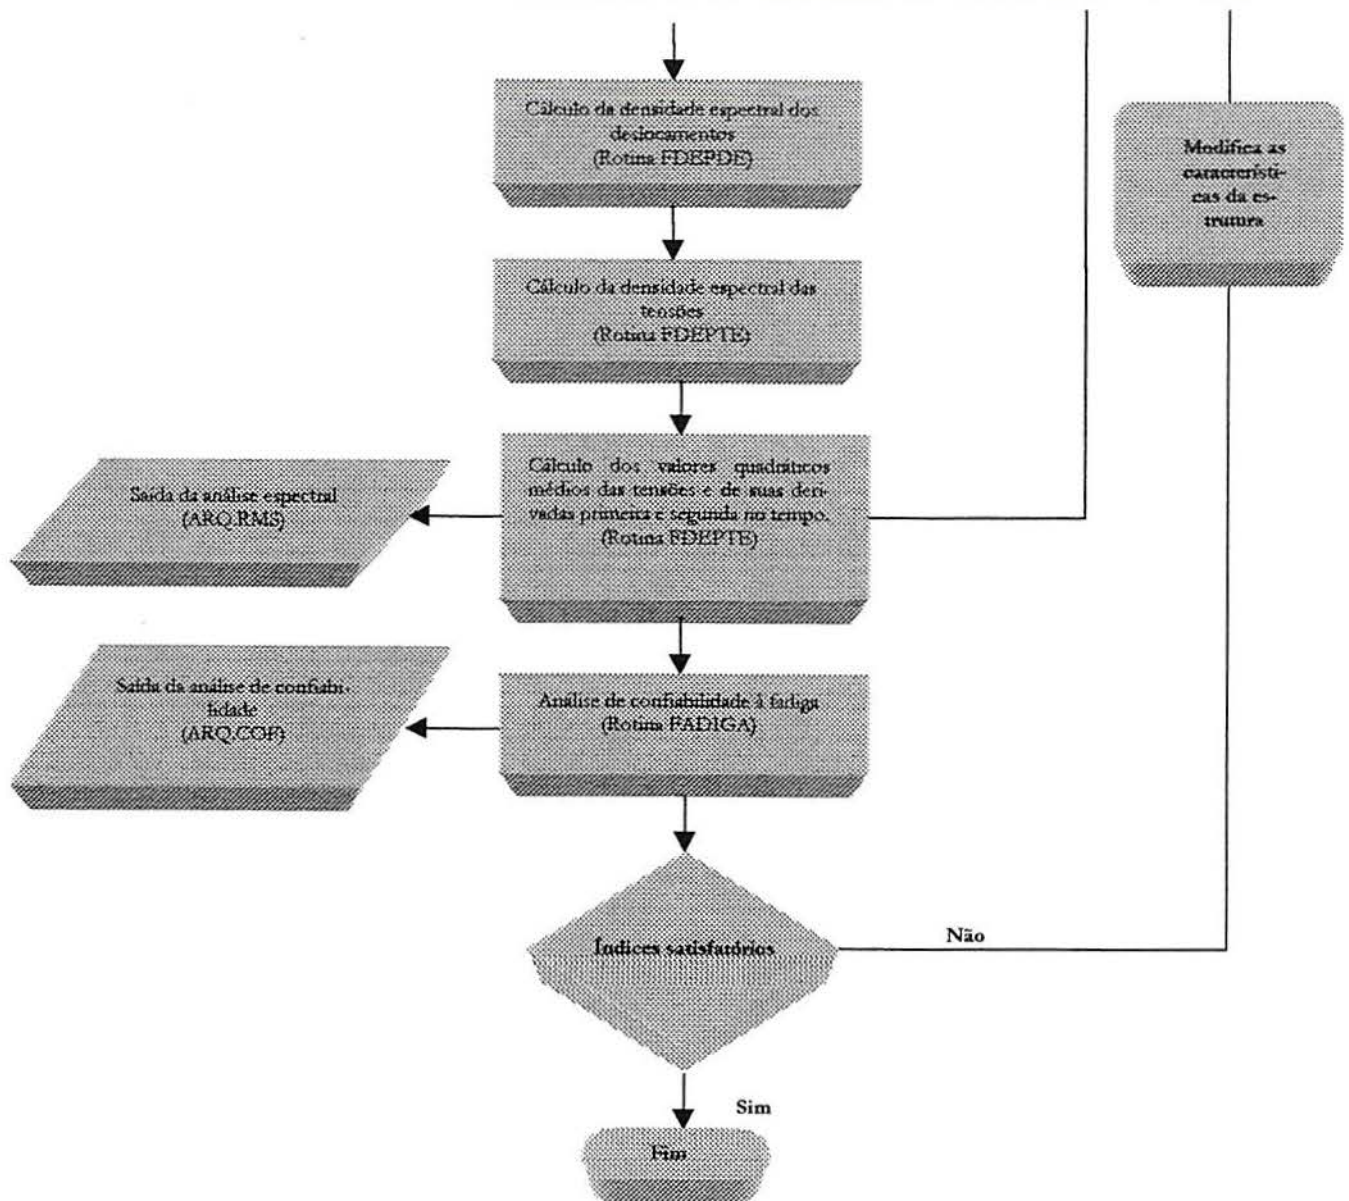 Cálculo da densidade espectral dos
deslocamentos
(Rotina FDEPDE)
Modifica as
característi-
cas da es-
trutura
Cálculo da densidade espectral das
tensões
(Rotina FDEPTE)
Cálculo dos valores quadráticos
médios das tensões e de suas deri-
vadas primeira e segunda no tempo.
(Rotina FDEPTE)
Saída da análise espectral
(ARQ.RMS)
Saída da análise de confiabi-
lidade
(ARQ.COF)
Análise de confiabilidade à fadiga
(Rotina FADIGA)
Índices satisfatórios
Não
Sim
Fim